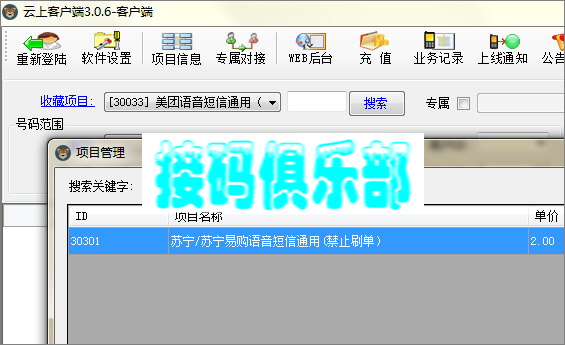 云上客户端3.0.6-客户端
重新登陆 软件设置 项目信息 专属对接 WEB后台 充 值 业务记录 上线通知 公告
收藏项目: [30033] 美团语音短信通用 ( 搜索 专属
号码范围
项目管理
接码俱乐部
搜索关键字:
ID 项目名称 单价
30301 苏宁/苏宁易购语音短信通用(禁止刷单) 2.00